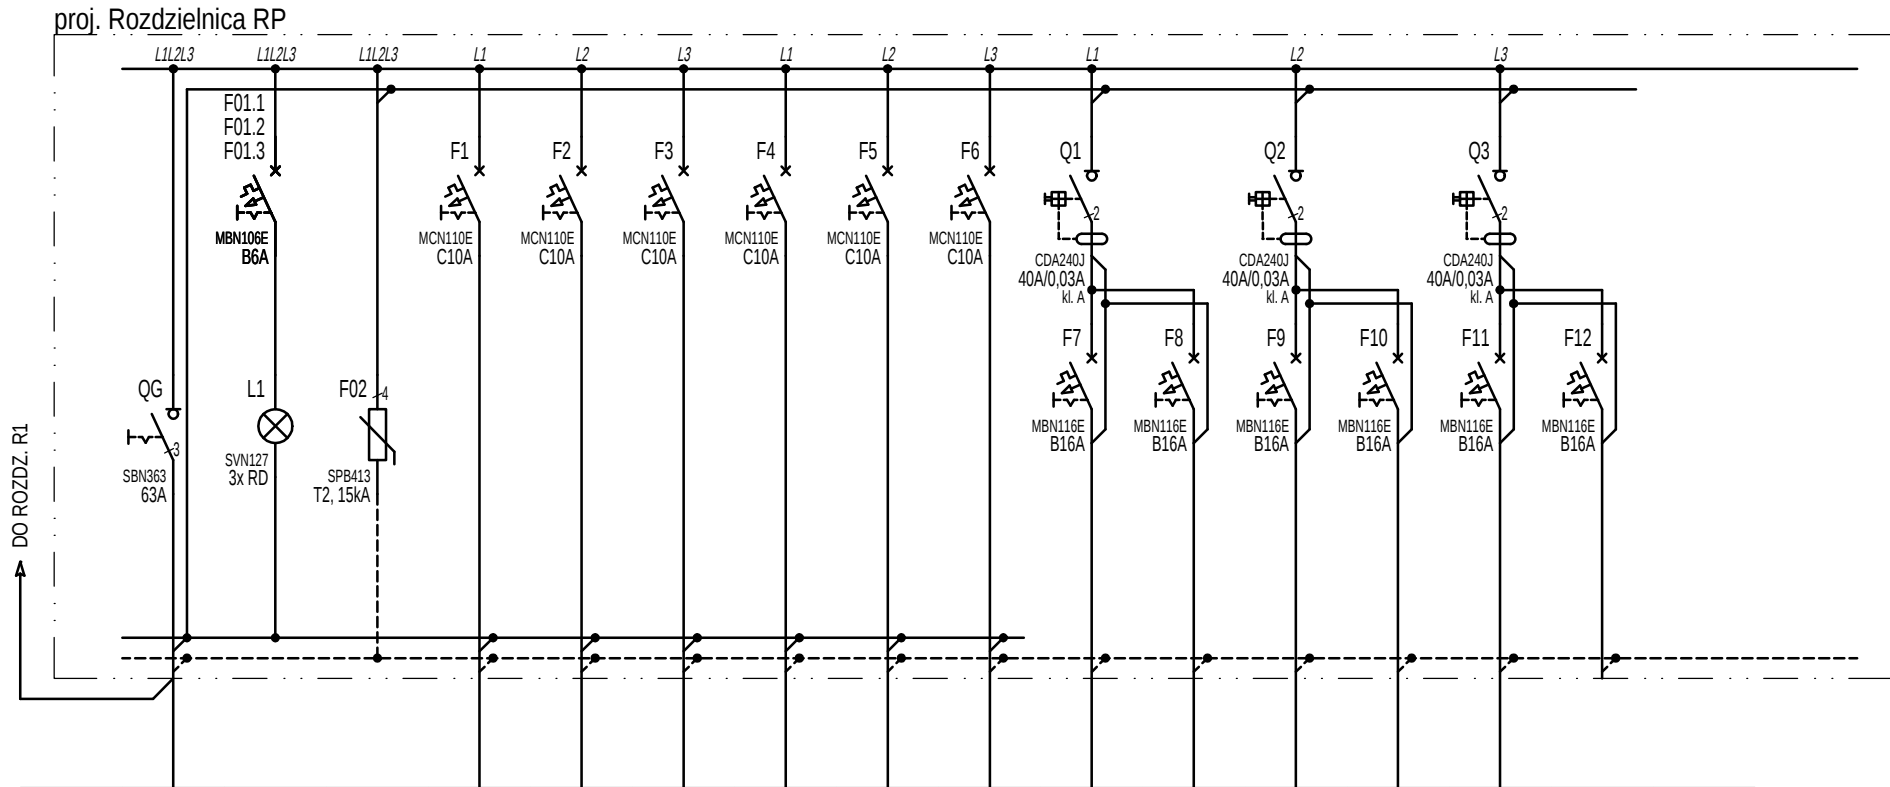 proj. Rozdzielnica RP
L1L2L3 L1L2L3 L1L2L3 L1 L2 L3 L1 L2 L3 L1 L2 L3
F01.1
F01.2
F01.3 F1 F2 F3 F4 F5 F6 Q1 Q2 Q3
2 2 2
MBN106E MCN110E MCN110E MCN110E MCN110E MCN110E MCN110E
B6A C10A C10A C10A C10A C10A C10A
CDA240J CDA240J CDA240J
40A/0,03A 40A/0,03A 40A/0,03A
kl. A kl. A kl. A
F7 F8 F9 F10 F11 F12
QG L1 F02 4
3
MBN116E MBN116E MBN116E MBN116E MBN116E MBN116E
B16A B16A B16A B16A B16A B16A
SBN363 SVN127 SPB413
63A 3x RD T2, 15kA
DO ROZDZ. R1